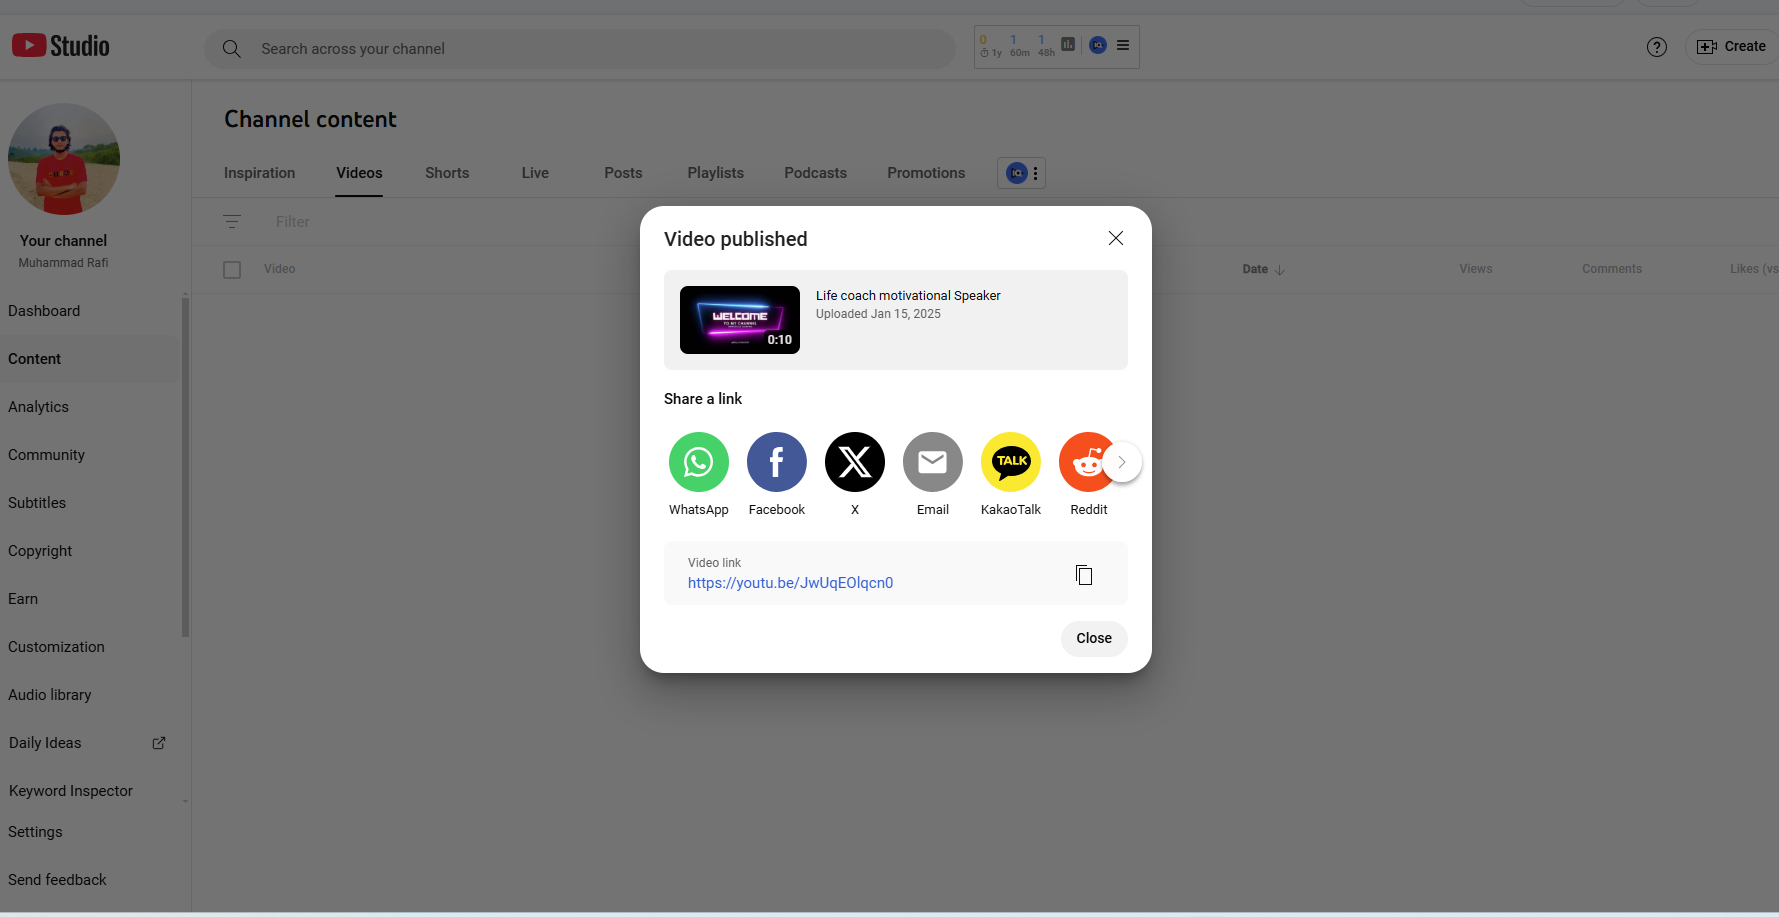 Studio
Search across your channel
0 1 1
1y 60m 48h
Create
Your channel
Muhammad Rafi
Dashboard
Content
Analytics
Community
Subtitles
Copyright
Earn
Customization
Audio library
Daily Ideas
Keyword Inspector
Settings
Send feedback
Channel content
Inspiration Videos Shorts Live Posts Playlists Podcasts Promotions
Filter
Video Date Views Comments Likes (vs
Video published
WELCOME
TO MY CHANNEL
0:10
Life coach motivational Speaker
Uploaded Jan 15, 2025
Share a link
TALK
WhatsApp Facebook X Email KakaoTalk Reddit
Video link
https://youtu.be/JwUqEOlqcn0
Close